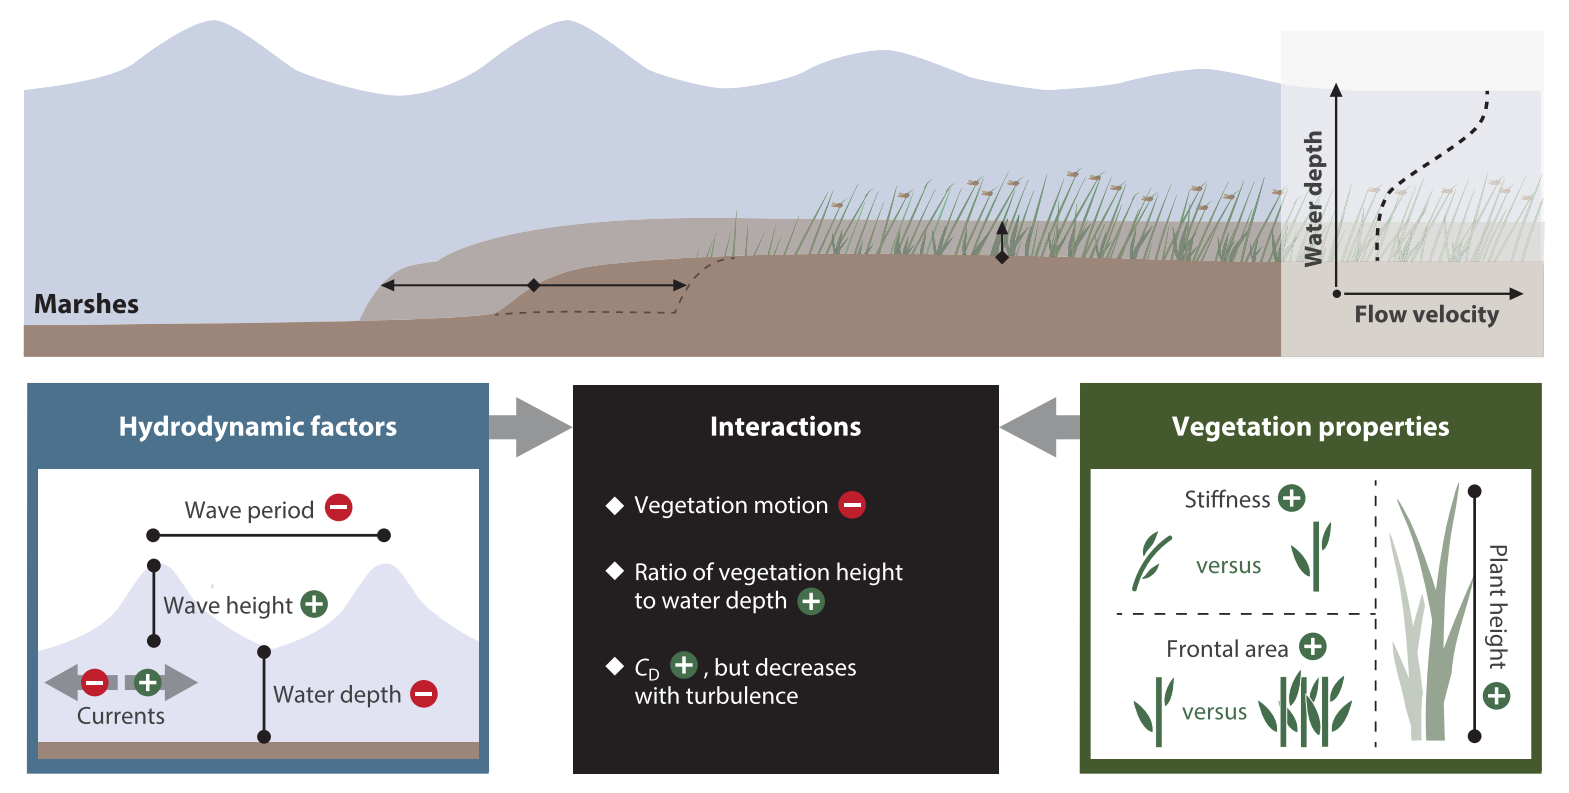 Water depth
Marshes
Flow velocity
Hydrodynamic factors
Wave period −
Wave height +
− +
Currents
Water depth −
Interactions
Vegetation motion −
Ratio of vegetation height
to water depth +
CD + , but decreases
with turbulence
Vegetation properties
Stiffness +
versus
Frontal area +
versus
Plant height +